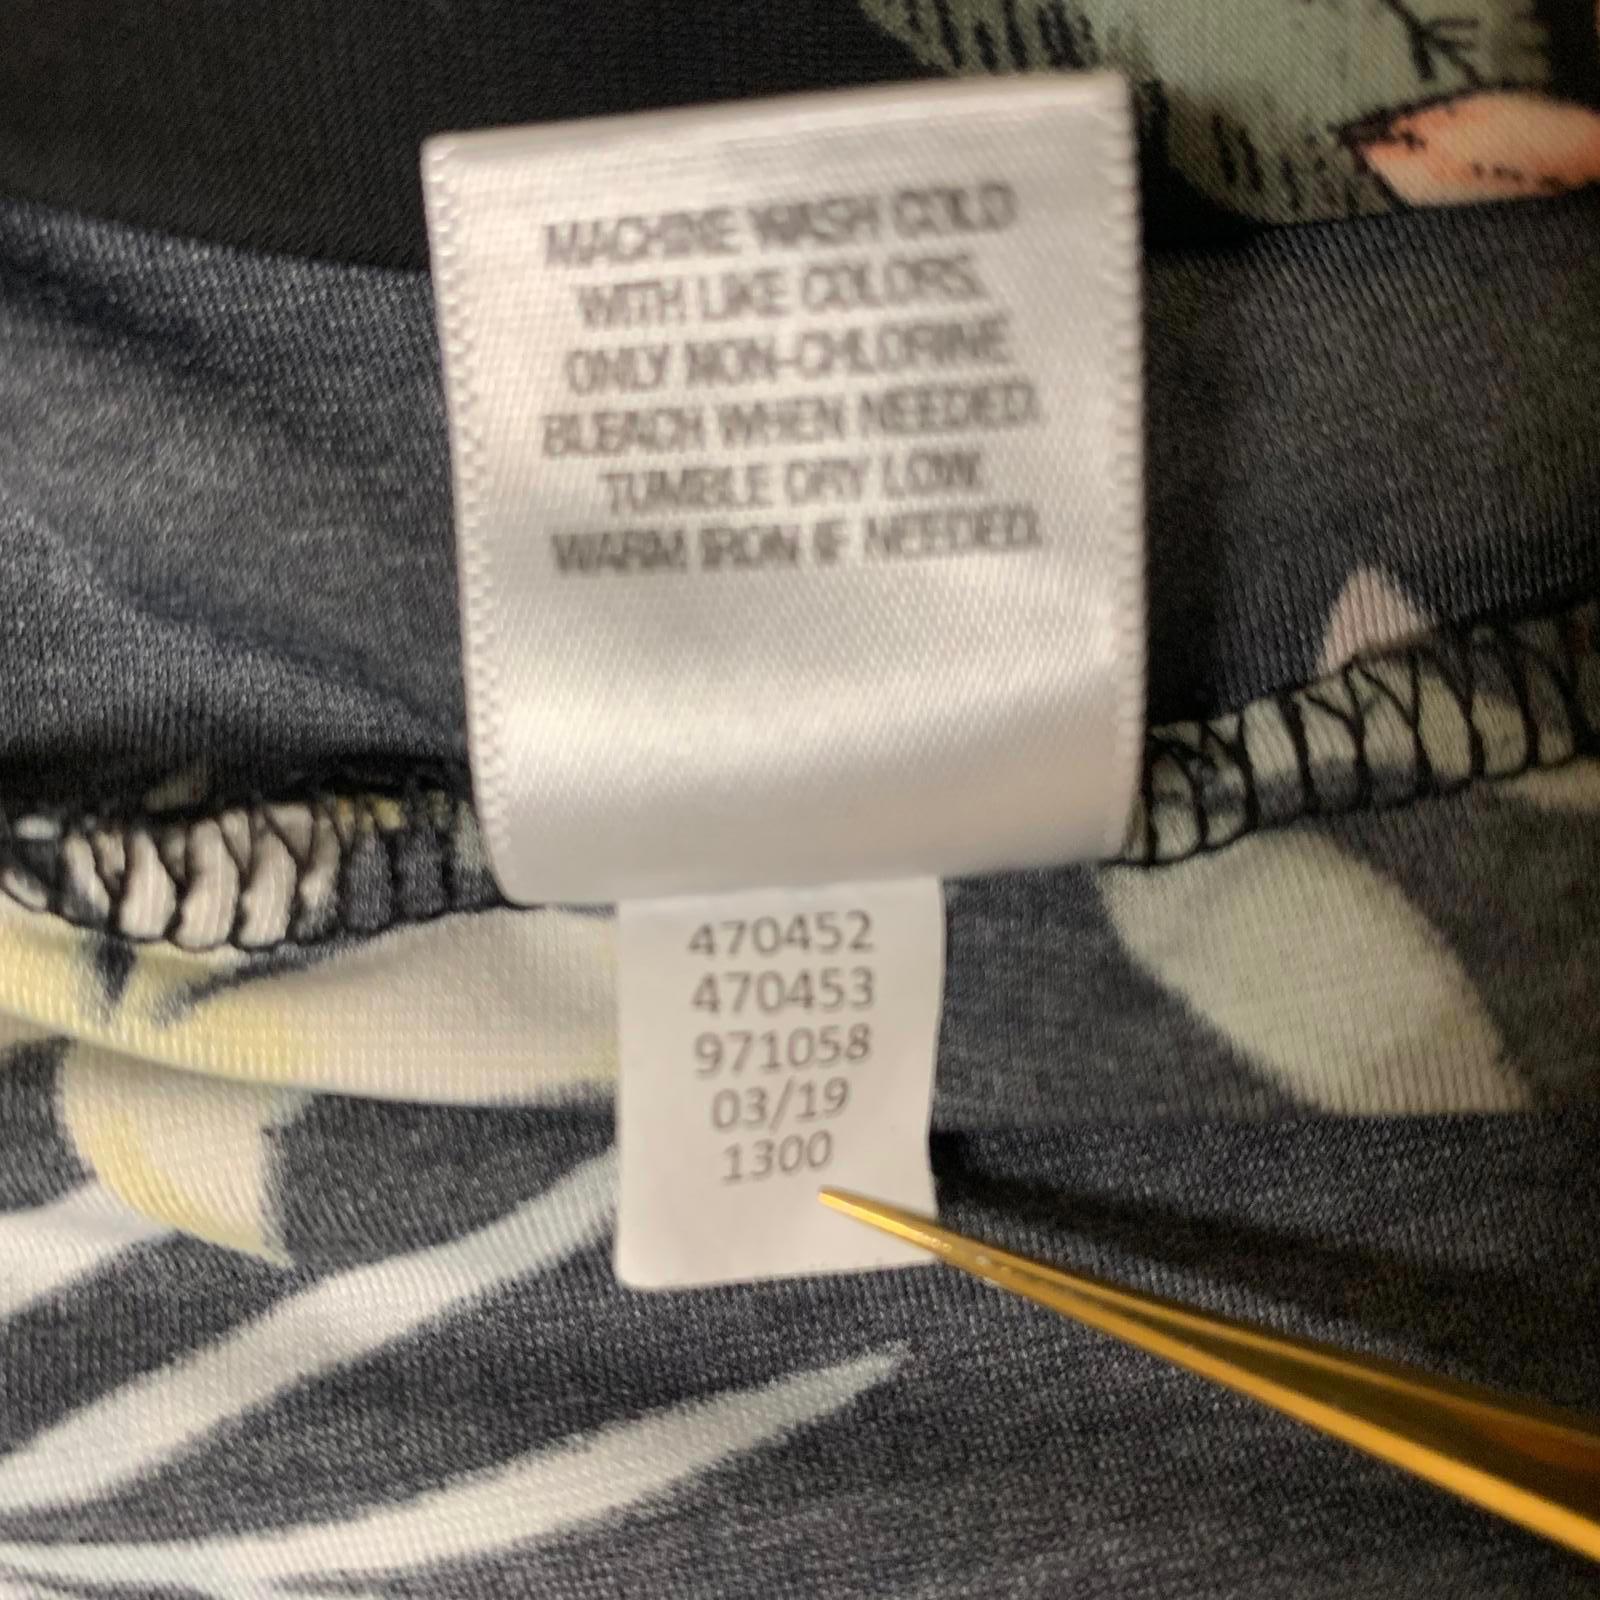 MACHINE WASH COLD
WITH LIKE COLORS.
ONLY NON-CHLORINE
BLEACH WHEN NEEDED.
TUMBLE DRY LOW.
WARM IRON IF NEEDED.
470452
470453
971058
03/19
1300